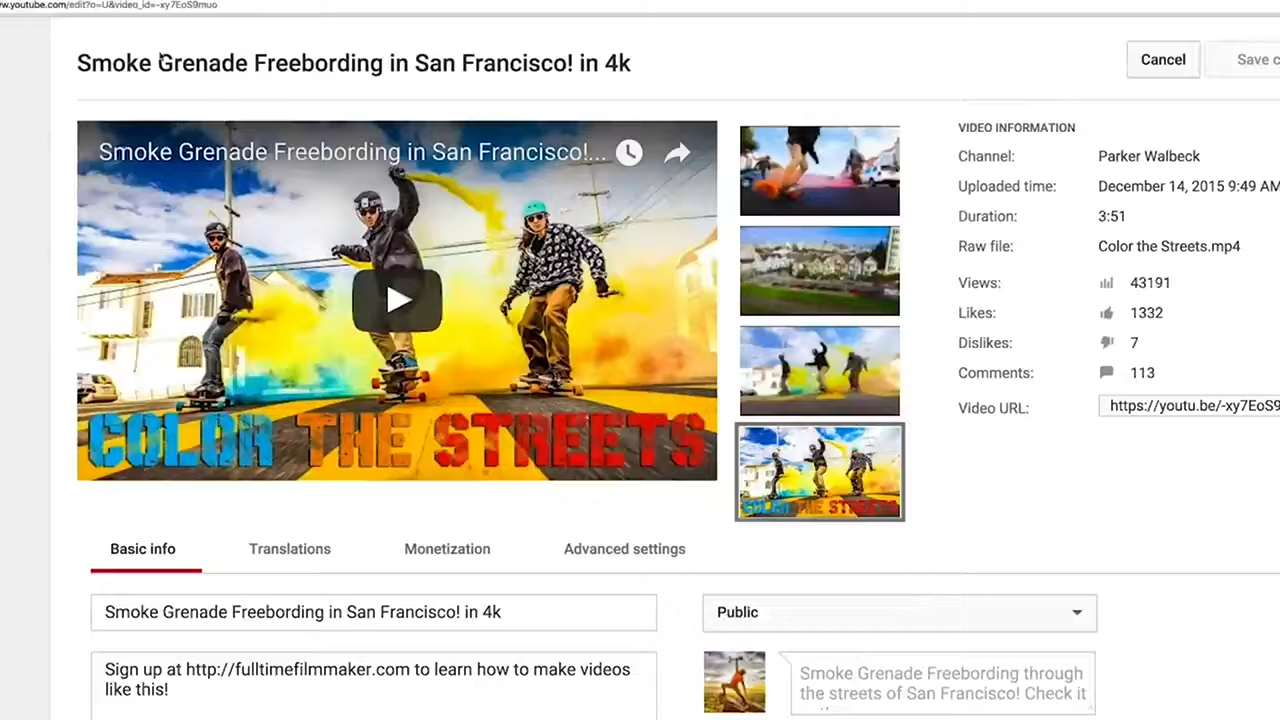 ww.youtube.com/edit?o=U&video_id=-xy7EoS9muo
Smoke Grenade Freebording in San Francisco! in 4k
Cancel
Save c
Smoke Grenade Freebording in San Francisco!...
COLOR THE STREETS
COLOR THE STREETS
VIDEO INFORMATION
Channel: Parker Walbeck
Uploaded time: December 14, 2015 9:49 AM
Duration: 3:51
Raw file: Color the Streets.mp4
Views: 43191
Likes: 1332
Dislikes: 7
Comments: 113
Video URL: https://youtu.be/-xy7EoS9
Basic info
Translations
Monetization
Advanced settings
Smoke Grenade Freebording in San Francisco! in 4k
Public
Sign up at http://fulltimefilmmaker.com to learn how to make videos
like this!
Smoke Grenade Freebording through
the streets of San Francisco! Check it